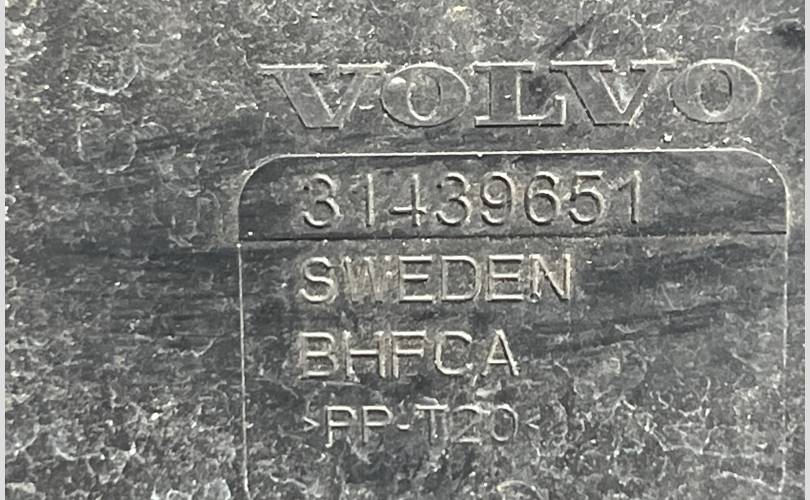 VOLVO
31439651
SWEDEN
BHFCA
>PP-T20<